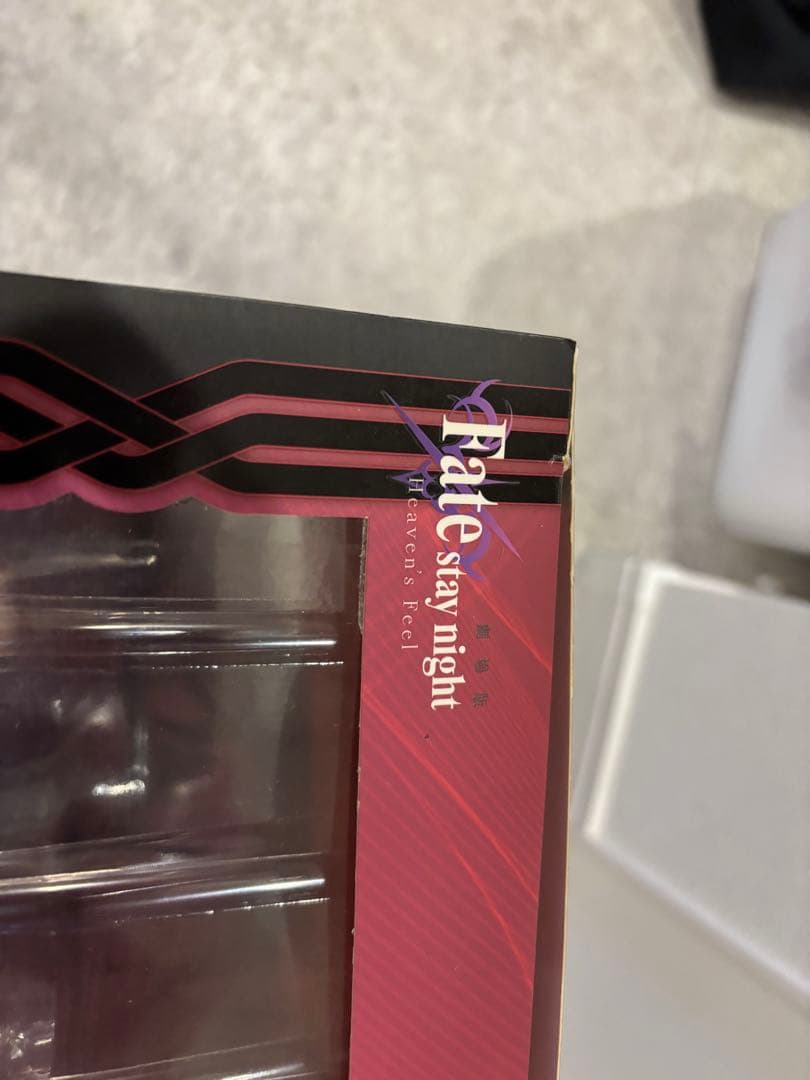 劇場版
Fate stay night
Heaven's Feel